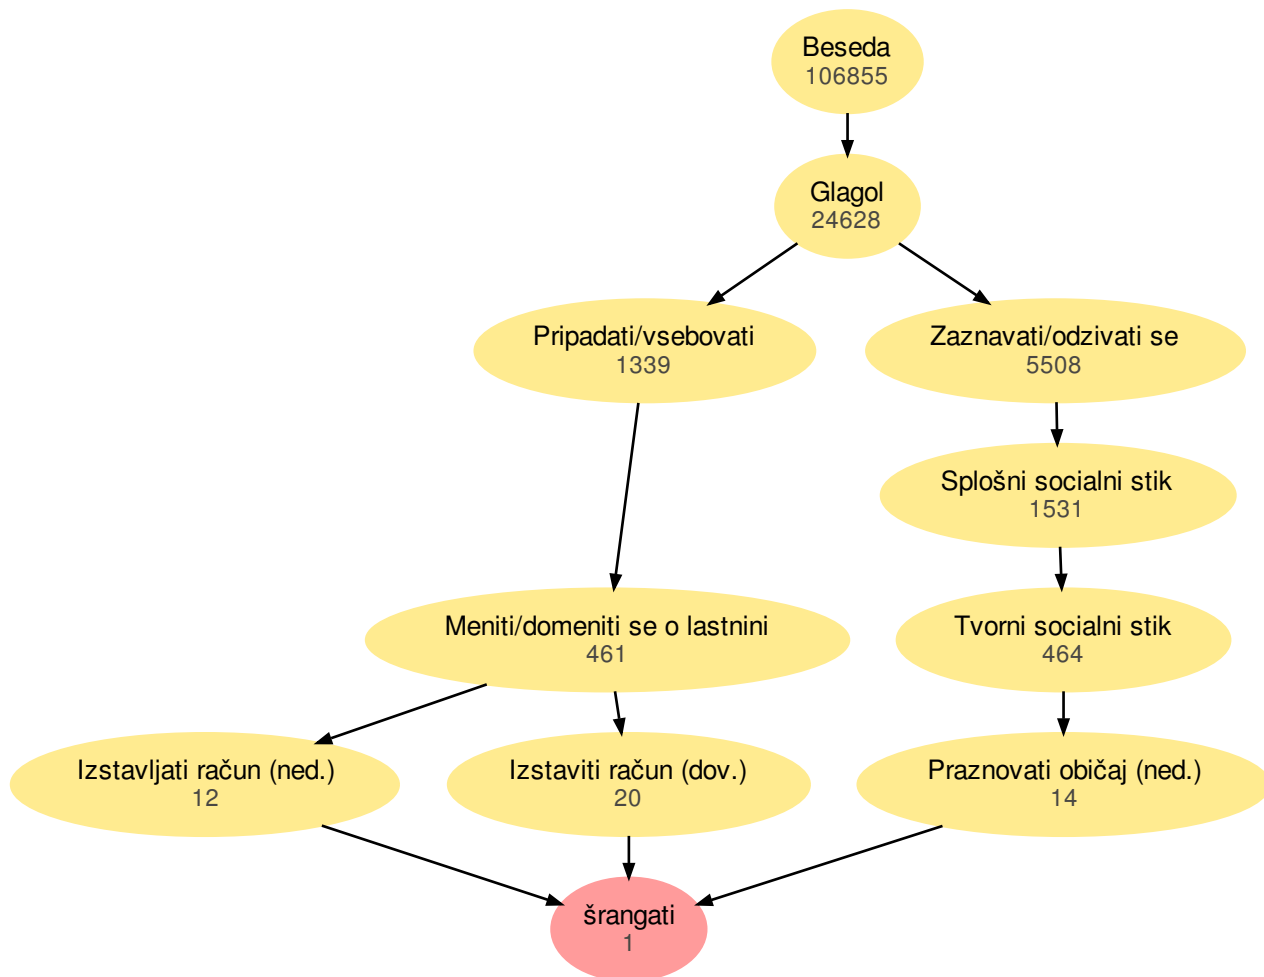 Beseda
106855
Glagol
24628
Pripadati/vsebovati
1339
Zaznavati/odzivati se
5508
Splošni socialni stik
1531
Meniti/domeniti se o lastnini
461
Tvorni socialni stik
464
Izstavljati račun (ned.)
12
Izstaviti račun (dov.)
20
Praznovati običaj (ned.)
14
šrangati
1